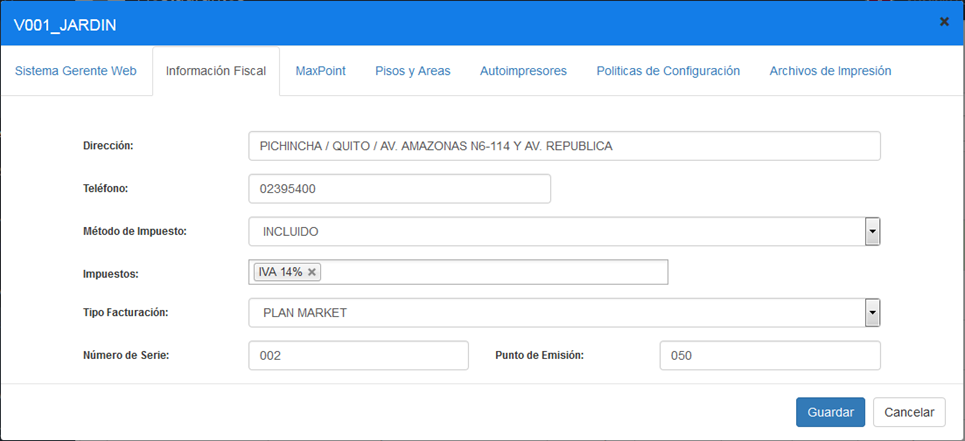 V001_JARDIN
Sistema Gerente Web Información Fiscal MaxPoint Pisos y Areas Autoimpresores Politicas de Configuración Archivos de Impresión
Dirección: PICHINCHA / QUITO / AV. AMAZONAS N6-114 Y AV. REPUBLICA
Teléfono: 02395400
Método de Impuesto: INCLUIDO
Impuestos: IVA 14%
Tipo Facturación: PLAN MARKET
Número de Serie: 002 Punto de Emisión: 050
Guardar Cancelar